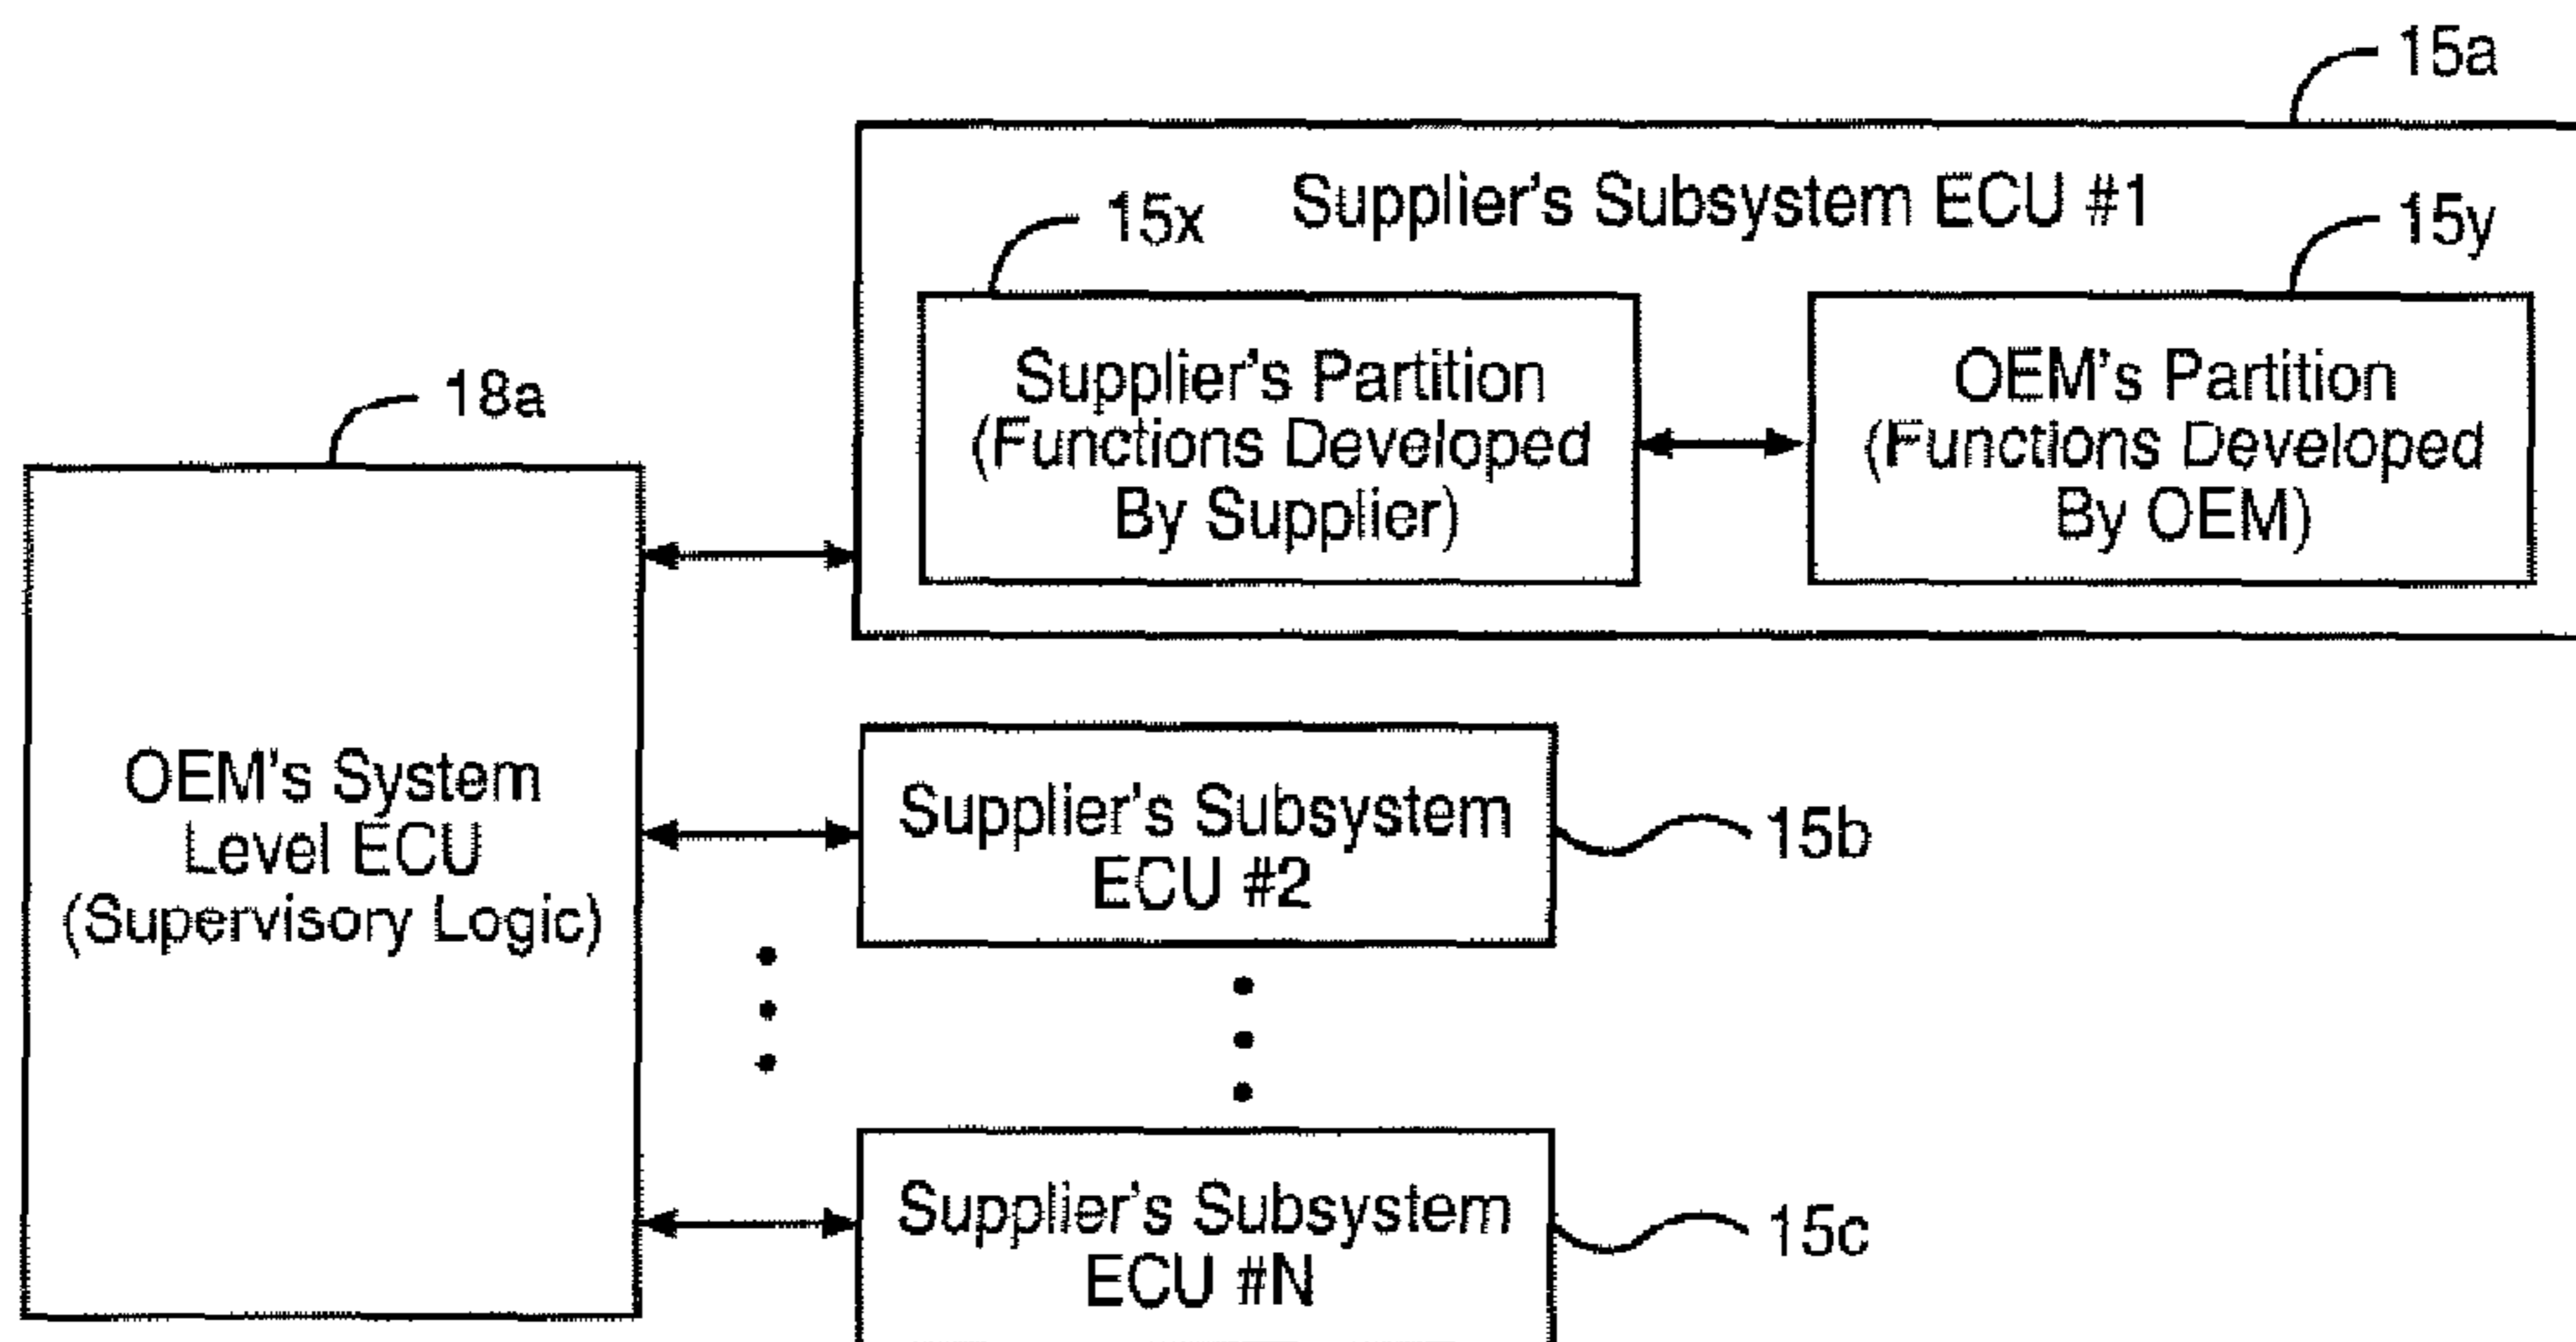 15a
Supplier's Subsystem ECU #1
15x
15y
Supplier's Partition
(Functions Developed
By Supplier)
OEM's Partition
(Functions Developed
By OEM)
18a
OEM's System
Level ECU
(Supervisory Logic)
Supplier's Subsystem
ECU #2
15b
Supplier's Subsystem
ECU #N
15c